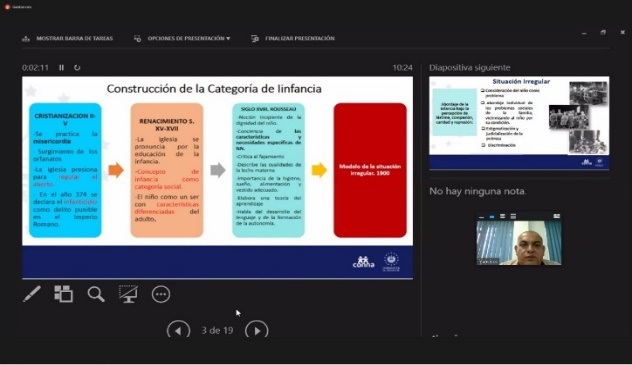 MOSTRAR BARRA DE TAREAS
OPCIONES DE PRESENTACIÓN ▼
FINALIZAR PRESENTACIÓN
0:02:11
10:24
Construcción de la Categoría de Iinfancia
CRISTIANIZACION II-
V
-Se practica la
misericordia
- Surgimiento de los
orfanatos
- La iglesia presiona
para regular el
aborto.
- En el año 374 se
declara el infanticidio
como delito punible
en el Imperio
Romano.
RENACIMIENTO S.
XV-XVII
-La iglesia se
pronuncia por la
educación de la
infancia.
-Concepto de
infancia como
categoría social.
-El niño como un ser
con características
diferenciadas del
adulto.
SIGLO XVIII. ROUSSEAU
- Noción incipiente de la
dignidad del niño.
-Conciencia de las
características y
necesidades específicas de
NN.
-Crítica al fajamiento
-Describe las cualidades de
la leche materna
-Importancia de la higiene,
sueño, alimentación y
vestido adecuado.
-Elabora una teoría del
aprendizaje
-Habla del desarrollo del
lenguaje y de la formación
de la autonomía.
Modelo de la situación
irregular. 1900
conna
3 de 19
Diapositiva siguiente
Situación Irregular
Abordaje de la
infancia bajo la
percepción de
lástima, compasión,
caridad y represión.
Consideración del niño como
problema
Abordaje individual de
los problemas sociales
de la familia,
victimizando al niño por
su condición.
Estigmatización y
judicialización de la
pobreza
Discriminación
No hay ninguna nota.